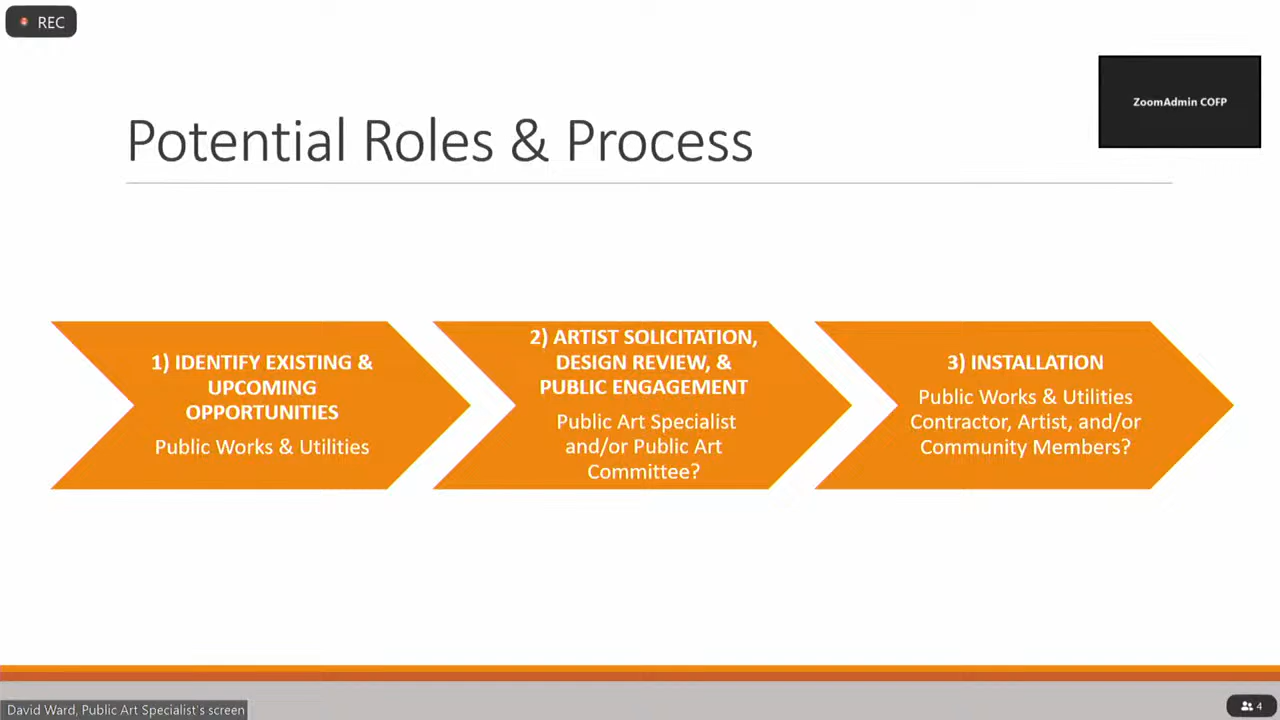 REC
ZoomAdmin COFP
Potential Roles & Process
1) IDENTIFY EXISTING &
UPCOMING
OPPORTUNITIES
Public Works & Utilities
2) ARTIST SOLICITATION,
DESIGN REVIEW, &
PUBLIC ENGAGEMENT
Public Art Specialist
and/or Public Art
Committee?
3) INSTALLATION
Public Works & Utilities
Contractor, Artist, and/or
Community Members?
David Ward, Public Art Specialist's screen
4